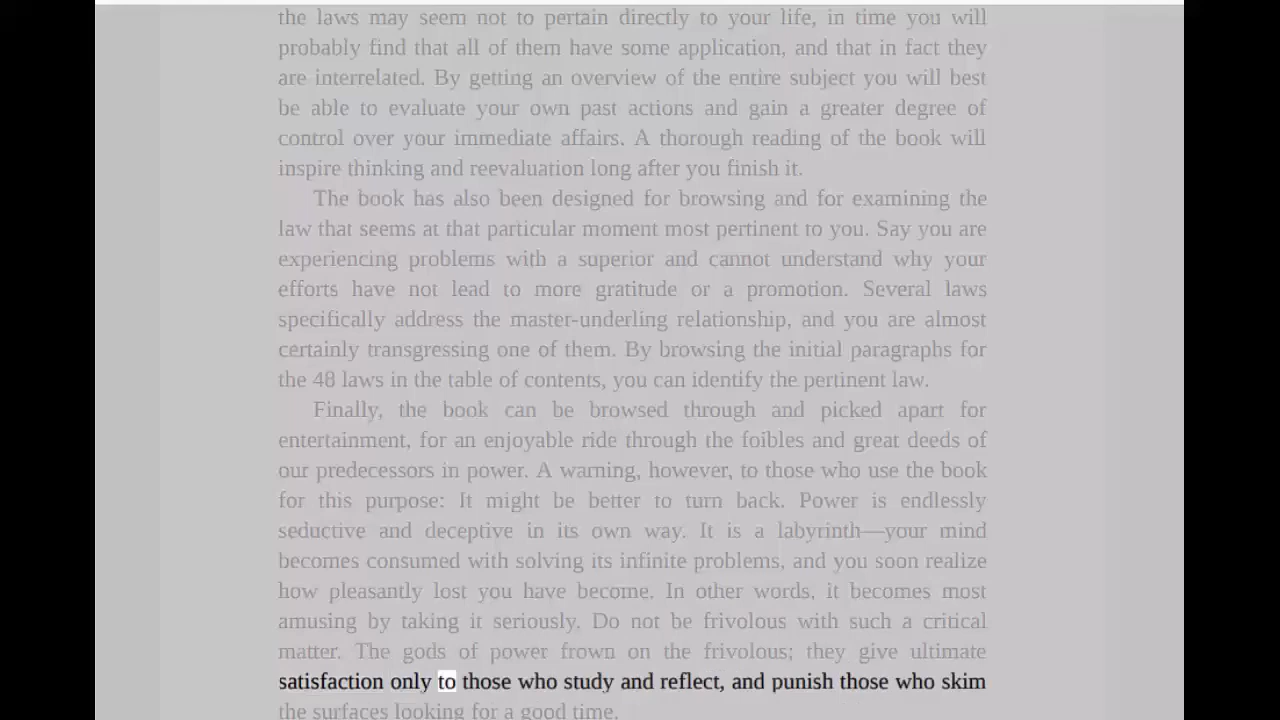 the laws may seem not to pertain directly to your life, in time you will
probably find that all of them have some application, and that in fact they
are interrelated. By getting an overview of the entire subject you will best
be able to evaluate your own past actions and gain a greater degree of
control over your immediate affairs. A thorough reading of the book will
inspire thinking and reevaluation long after you finish it.
The book has also been designed for browsing and for examining the
law that seems at that particular moment most pertinent to you. Say you are
experiencing problems with a superior and cannot understand why your
efforts have not lead to more gratitude or a promotion. Several laws
specifically address the master-underling relationship, and you are almost
certainly transgressing one of them. By browsing the initial paragraphs for
the 48 laws in the table of contents, you can identify the pertinent law.
Finally, the book can be browsed through and picked apart for
entertainment, for an enjoyable ride through the foibles and great deeds of
our predecessors in power. A warning, however, to those who use the book
for this purpose: It might be better to turn back. Power is endlessly
seductive and deceptive in its own way. It is a labyrinth—your mind
becomes consumed with solving its infinite problems, and you soon realize
how pleasantly lost you have become. In other words, it becomes most
amusing by taking it seriously. Do not be frivolous with such a critical
matter. The gods of power frown on the frivolous; they give ultimate
satisfaction only to those who study and reflect, and punish those who skim
the surfaces looking for a good time.